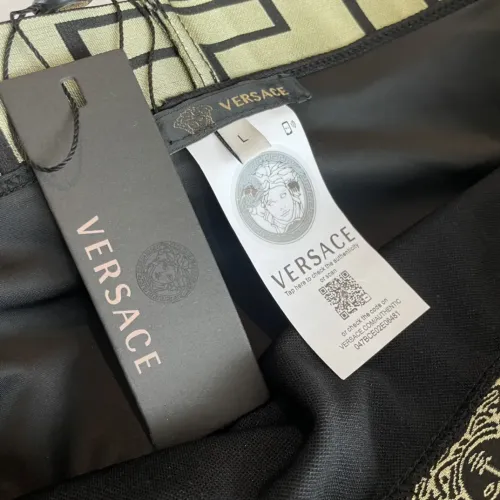 VERSACE
L
VERSACE
VERSACE
Tap here to check the authenticity
or scan
or check the code on
VERSACE.COM/AUTHENTIC
047BCE02E06481